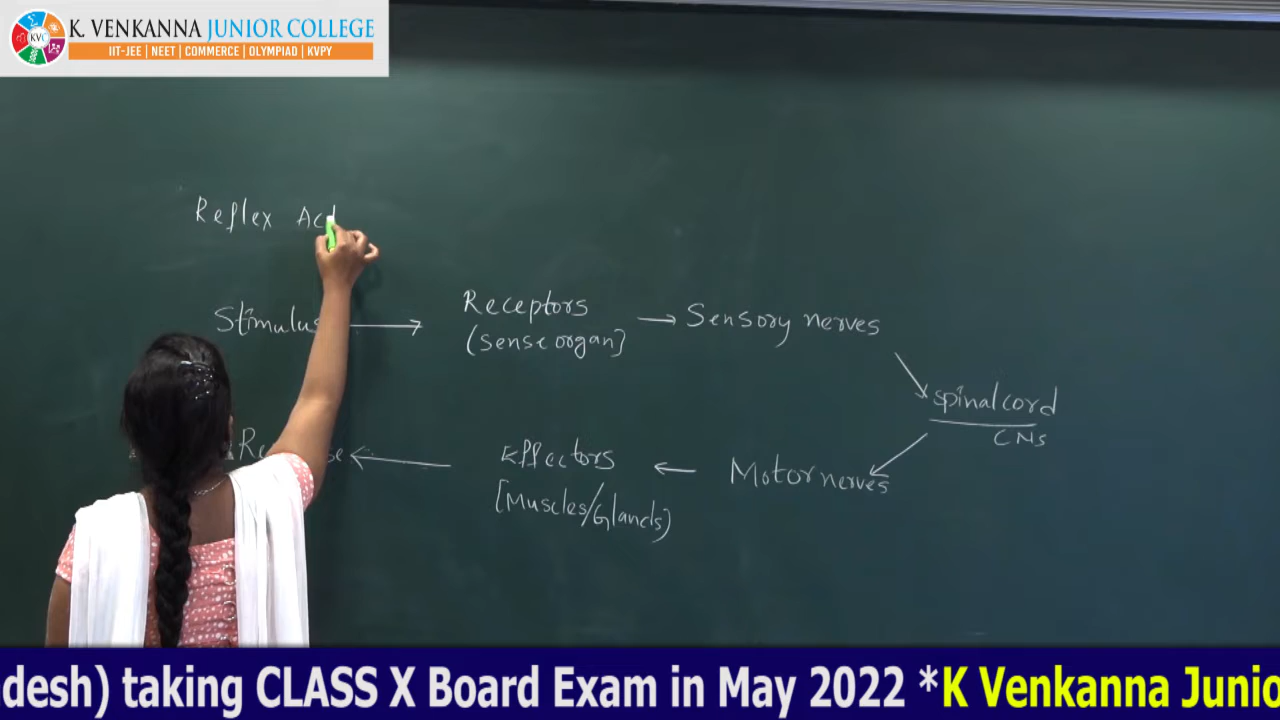 K. VENKANNA JUNIOR COLLEGE
KVC
IIT-JEE | NEET | COMMERCE | OLYMPIAD | KVPY
Reflex Act
Stimulus → Receptors → Sensory nerves
(Sense organ)
Spinal cord
CNS
Effectors ← Motor nerves
[Muscles/Glands)
desh) taking CLASS X Board Exam in May 2022 *K Venkanna Junio